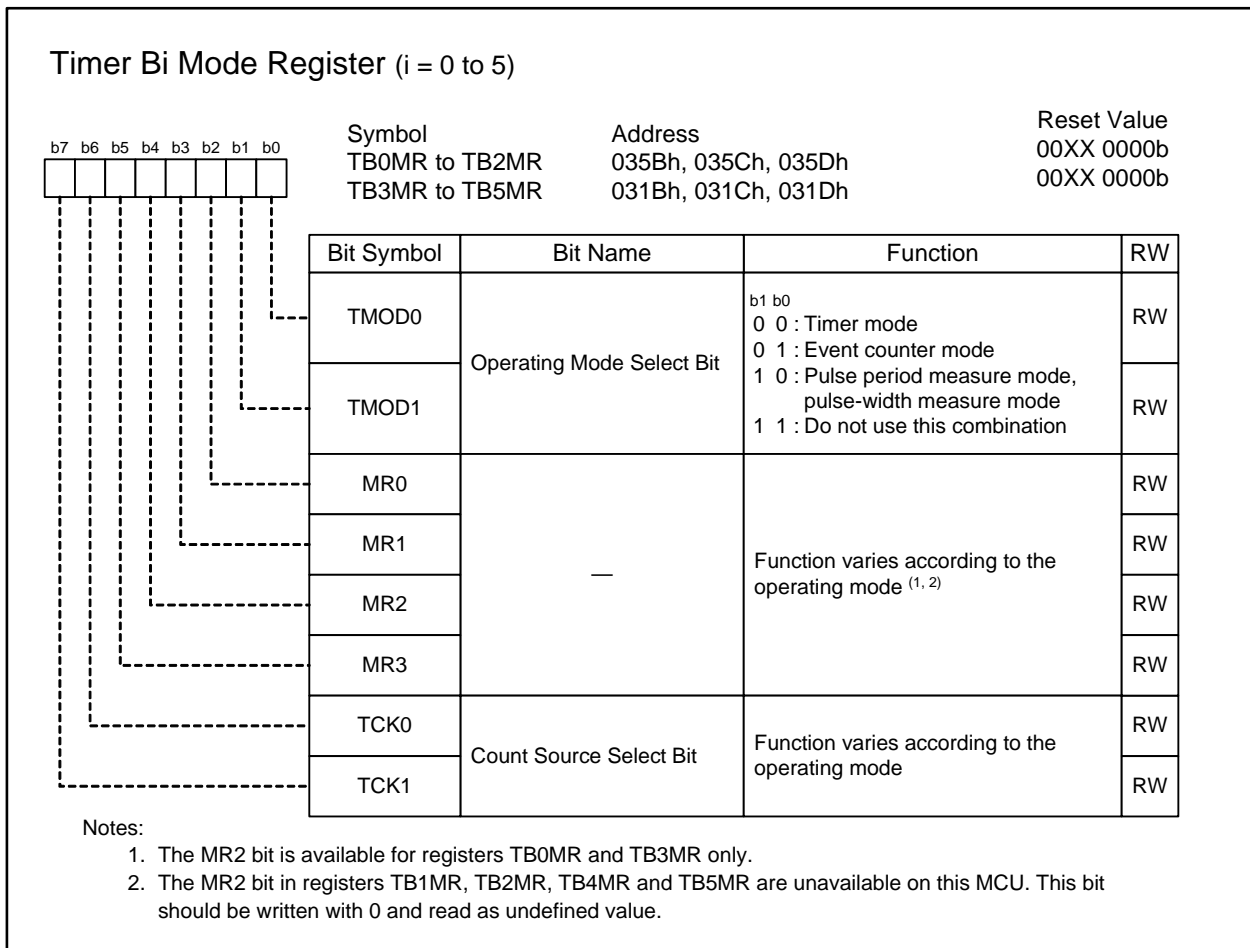 Timer Bi Mode Register (i = 0 to 5)
b7 b6 b5 b4 b3 b2 b1 b0
Symbol Address Reset Value
TB0MR to TB2MR 035Bh, 035Ch, 035Dh 00XX 0000b
TB3MR to TB5MR 031Bh, 031Ch, 031Dh 00XX 0000b
Bit Symbol Bit Name Function RW
TMOD0 Operating Mode Select Bit b1 b0
0 0 : Timer mode RW
0 1 : Event counter mode
1 0 : Pulse period measure mode,
pulse-width measure mode
1 1 : Do not use this combination
TMOD1 RW
MR0 — Function varies according to the
operating mode (1, 2) RW
MR1 RW
MR2 RW
MR3 RW
TCK0 Count Source Select Bit Function varies according to the
operating mode RW
TCK1 RW
Notes:
1. The MR2 bit is available for registers TB0MR and TB3MR only.
2. The MR2 bit in registers TB1MR, TB2MR, TB4MR and TB5MR are unavailable on this MCU. This bit
should be written with 0 and read as undefined value.